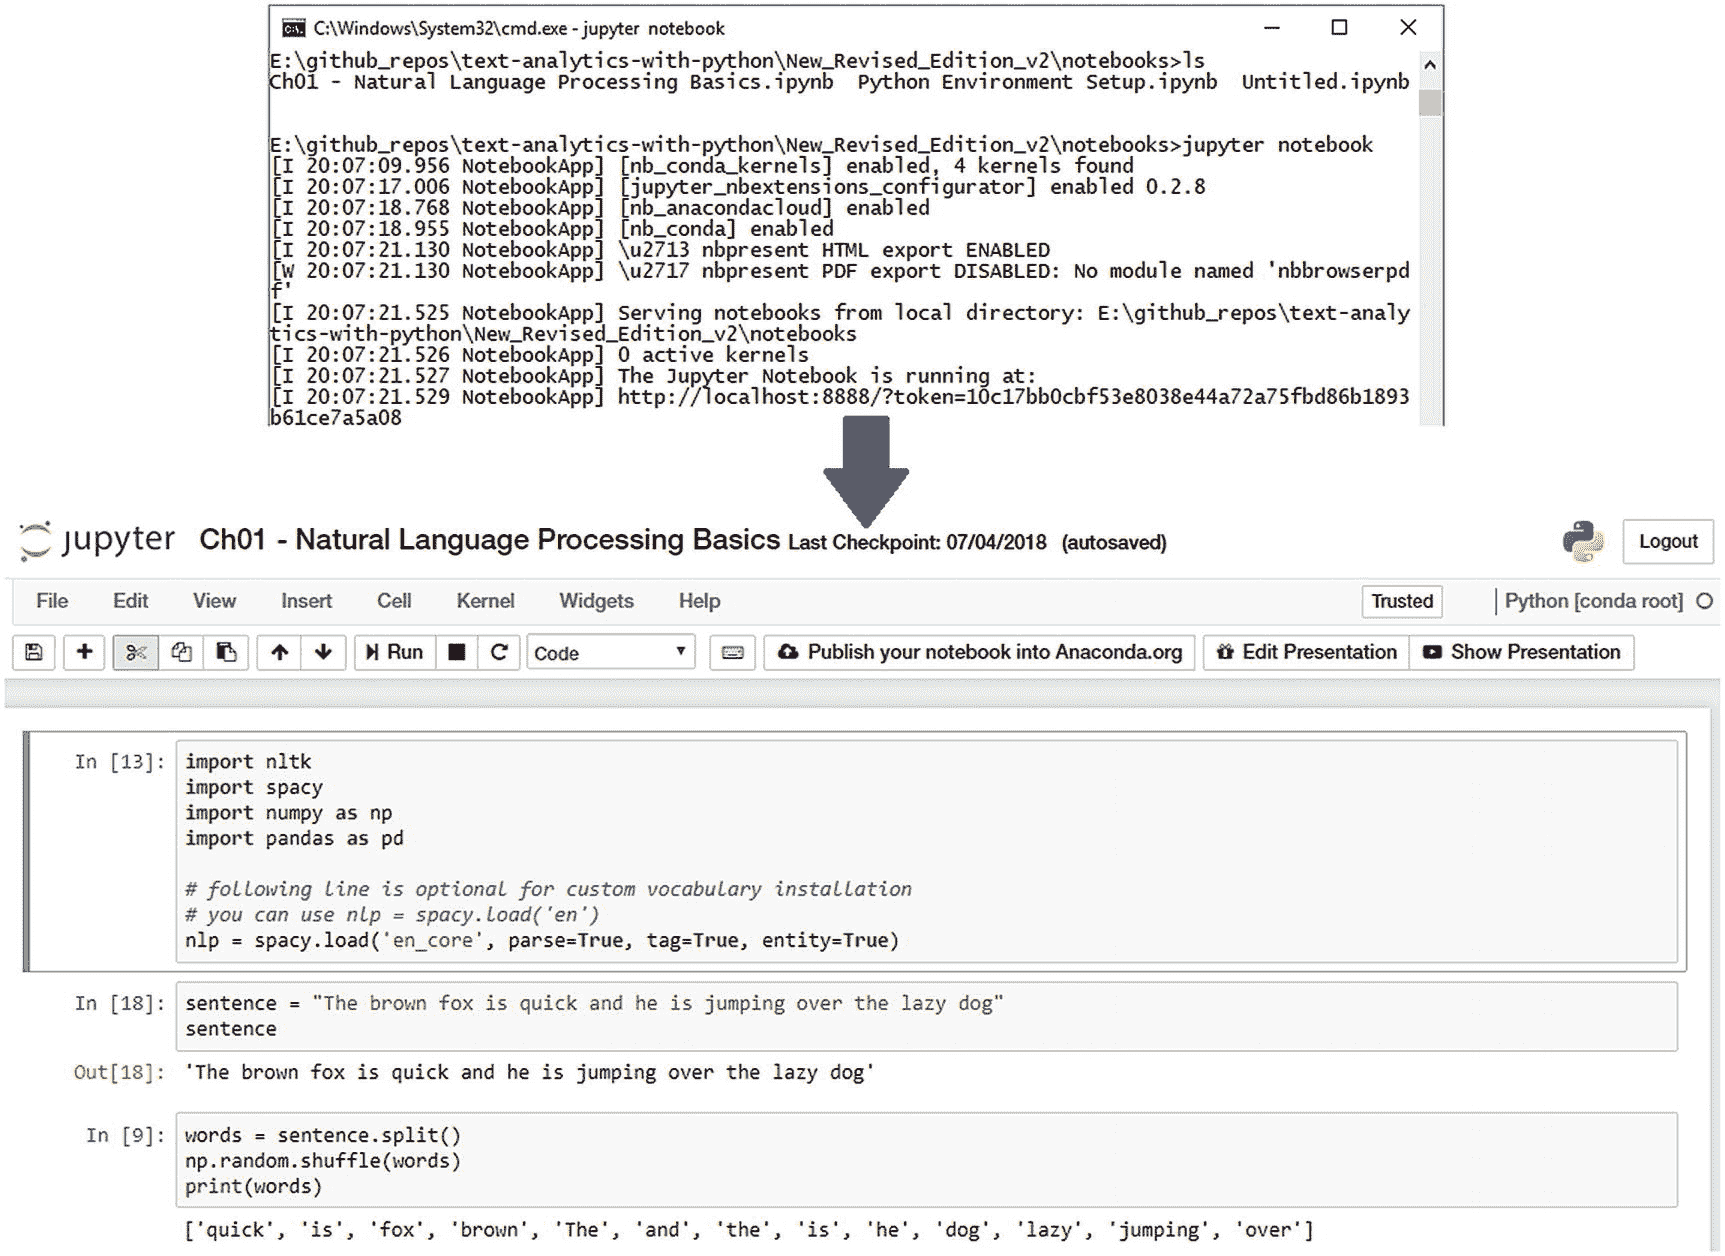 C:\Windows\System32\cmd.exe - jupyter notebook
E:\github_repos\text-analytics-with-python\New_Revised_Edition_v2\notebooks>ls
Ch01 - Natural Language Processing Basics.ipynb  Python Environment Setup.ipynb  Untitled.ipynb
E:\github_repos\text-analytics-with-python\New_Revised_Edition_v2\notebooks>jupyter notebook
[I 20:07:09.956 NotebookApp] [nb_conda_kernels] enabled, 4 kernels found
[I 20:07:17.006 NotebookApp] [jupyter_nbextensions_configurator] enabled 0.2.8
[I 20:07:18.768 NotebookApp] [nb_anacondacloud] enabled
[I 20:07:18.955 NotebookApp] [nb_conda] enabled
[I 20:07:21.130 NotebookApp] \u2713 nbpresent HTML export ENABLED
[W 20:07:21.130 NotebookApp] \u2717 nbpresent PDF export DISABLED: No module named 'nbbrowserpd
f'
[I 20:07:21.525 NotebookApp] Serving notebooks from local directory: E:\github_repos\text-analy
tics-with-python\New_Revised_Edition_v2\notebooks
[I 20:07:21.526 NotebookApp] 0 active kernels
[I 20:07:21.527 NotebookApp] The Jupyter Notebook is running at:
[I 20:07:21.529 NotebookApp] http://localhost:8888/?token=10c17bb0cbf53e8038e44a72a75fbd86b1893
b61ce7a5a08
jupyter Ch01 - Natural Language Processing Basics Last Checkpoint: 07/04/2018 (autosaved) Logout
File Edit View Insert Cell Kernel Widgets Help Trusted Python [conda root]
Run Code Publish your notebook into Anaconda.org Edit Presentation Show Presentation
In [13]: import nltk
import spacy
import numpy as np
import pandas as pd
# following line is optional for custom vocabulary installation
# you can use nlp = spacy.load('en')
nlp = spacy.load('en_core', parse=True, tag=True, entity=True)
In [18]: sentence = "The brown fox is quick and he is jumping over the lazy dog"
sentence
Out[18]: 'The brown fox is quick and he is jumping over the lazy dog'
In [9]: words = sentence.split()
np.random.shuffle(words)
print(words)
['quick', 'is', 'fox', 'brown', 'The', 'and', 'the', 'is', 'he', 'dog', 'lazy', 'jumping', 'over']